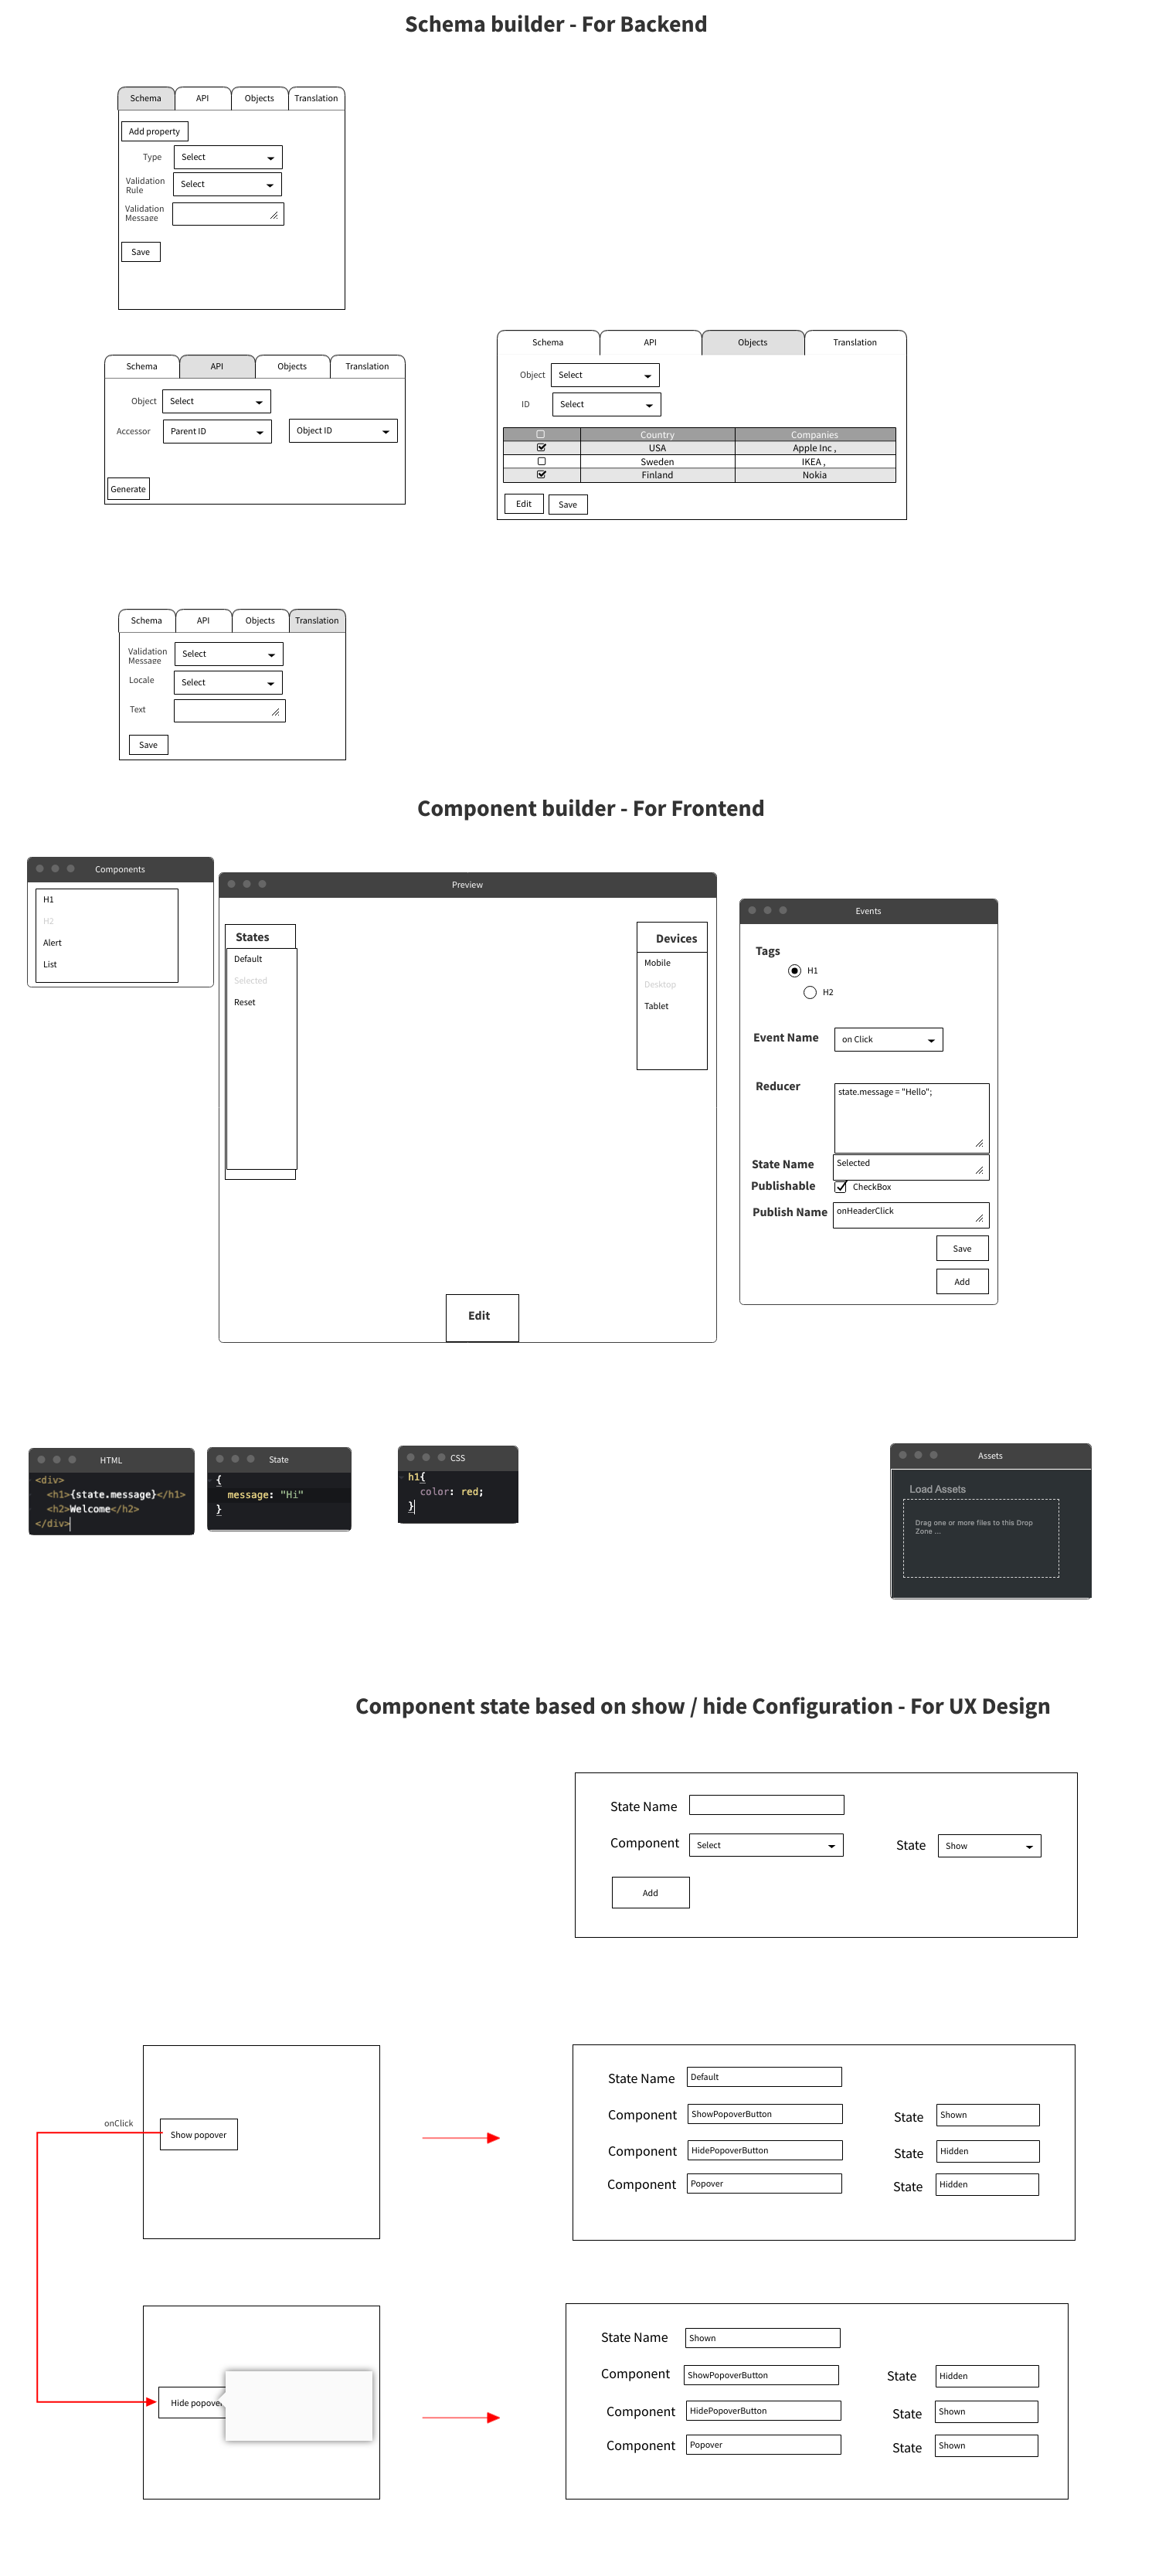 Schema builder - For Backend
Schema API Objects Translation
Add property
Type Select
Validation
Rule
Select
Validation
Message
Save
Schema API Objects Translation
Object Select
Accessor Parent ID Object ID
Generate
Schema API Objects Translation
Object Select
ID Select
Country Companies
USA Apple Inc ,
Sweden IKEA ,
Finland Nokia
Edit Save
Schema API Objects Translation
Validation
Message
Select
Locale Select
Text
Save
Component builder - For Frontend
Components
H1
H2
Alert
List
Preview
States
Default
Selected
Reset
Devices
Mobile
Desktop
Tablet
Edit
Events
Tags
H1
H2
Event Name on Click
Reducer state.message = "Hello";
State Name Selected
Publishable CheckBox
Publish Name onHeaderClick
Save
Add
HTML
<div>
<h1>{state.message}</h1>
<h2>Welcome</h2>
</div>
State
{
message: "Hi"
}
CSS
h1{
color: red;
}
Assets
Load Assets
Drag one or more files to this Drop
Zone ...
Component state based on show / hide Configuration - For UX Design
State Name
Component Select State Show
Add
onClick
Show popover
State Name Default
Component ShowPopoverButton State Shown
Component HidePopoverButton State Hidden
Component Popover State Hidden
Hide popover
State Name Shown
Component ShowPopoverButton State Hidden
Component HidePopoverButton State Shown
Component Popover State Shown